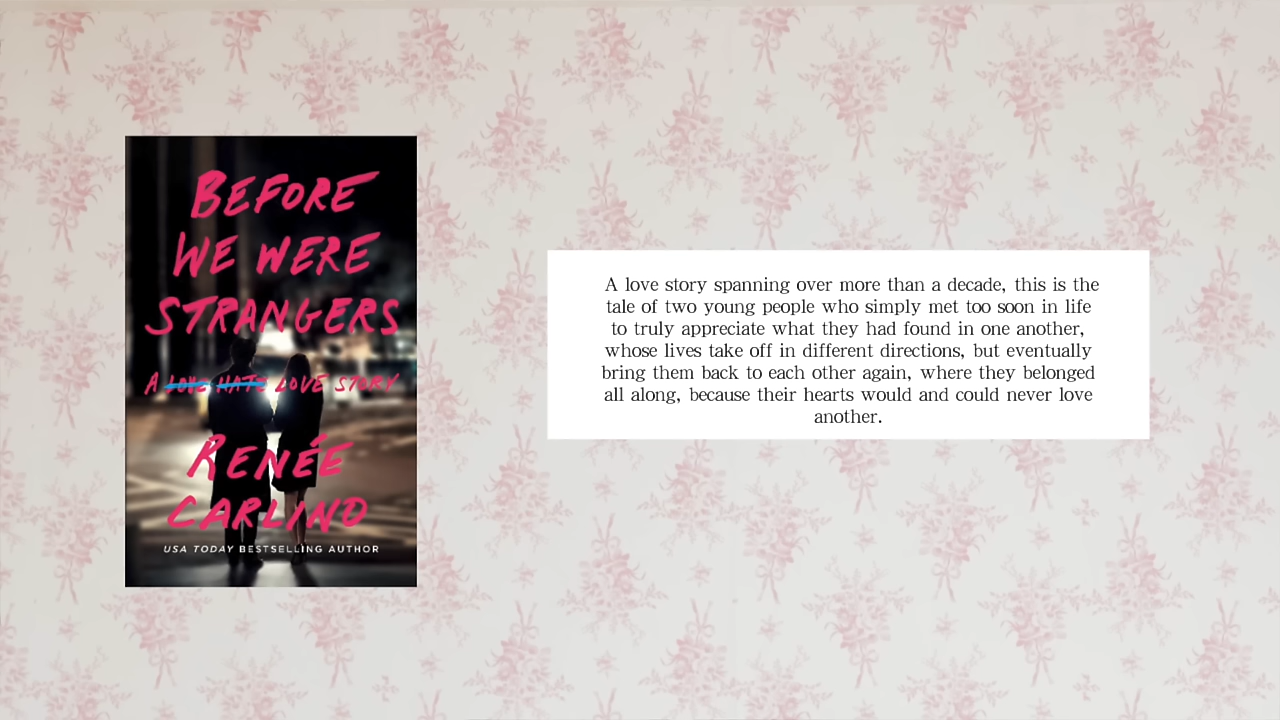 BEFORE
WE WERE
STRANGERS
A LOVE HATE LOVE STORY
RENÉE
CARLINO
USA TODAY BESTSELLING AUTHOR
A love story spanning over more than a decade, this is the
tale of two young people who simply met too soon in life
to truly appreciate what they had found in one another,
whose lives take off in different directions, but eventually
bring them back to each other again, where they belonged
all along, because their hearts would and could never love
another.